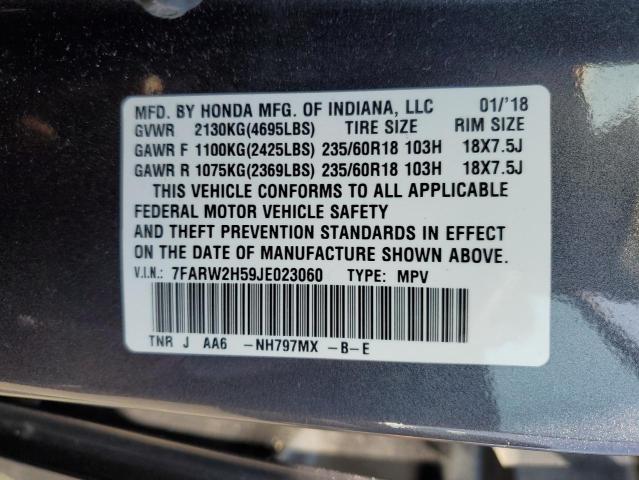 MFD. BY HONDA MFG. OF INDIANA, LLC 01/'18
GVWR 2130KG(4695LBS) TIRE SIZE RIM SIZE
GAWR F 1100KG(2425LBS) 235/60R18 103H 18X7.5J
GAWR R 1075KG(2369LBS) 235/60R18 103H 18X7.5J
THIS VEHICLE CONFORMS TO ALL APPLICABLE
FEDERAL MOTOR VEHICLE SAFETY
AND THEFT PREVENTION STANDARDS IN EFFECT
ON THE DATE OF MANUFACTURE SHOWN ABOVE.
V.I.N.: 7FARW2H59JE023060 TYPE: MPV
TNR J AA6 -NH797MX -B-E